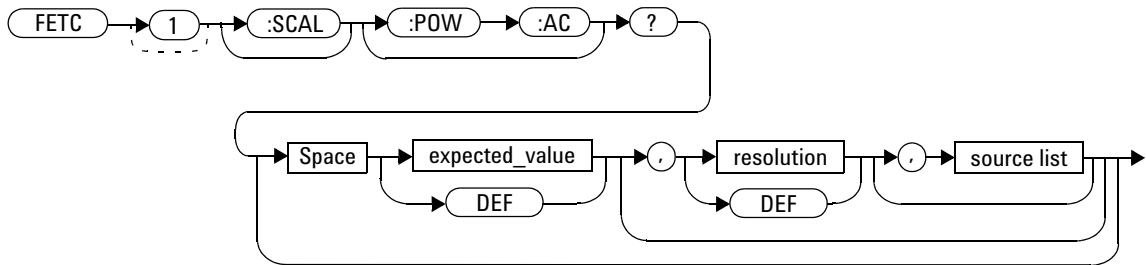 FETC 1 :SCAL :POW :AC ?
Space expected_value , resolution , source list
DEF DEF